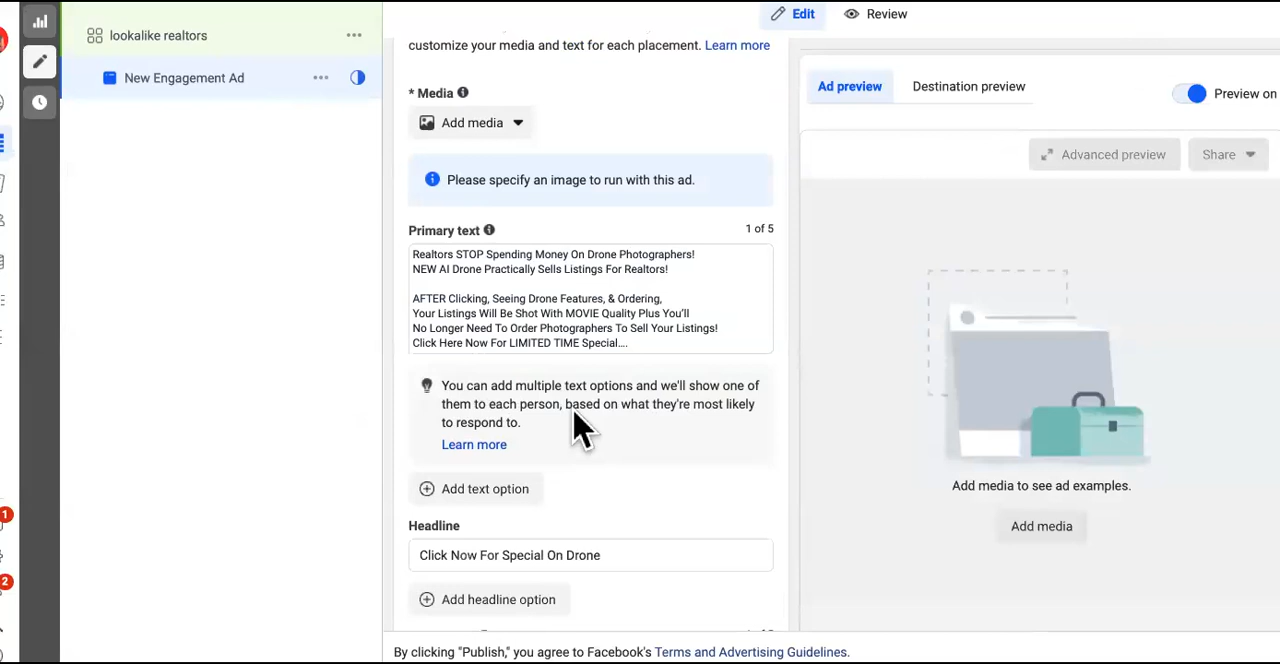 lookalike realtors
New Engagement Ad
Edit
Review
customize your media and text for each placement. Learn more
* Media
Add media
Please specify an image to run with this ad.
Primary text
1 of 5
Realtors STOP Spending Money On Drone Photographers!
NEW AI Drone Practically Sells Listings For Realtors!
AFTER Clicking, Seeing Drone Features, & Ordering,
Your Listings Will Be Shot With MOVIE Quality Plus You'll
No Longer Need To Order Photographers To Sell Your Listings!
Click Here Now For LIMITED TIME Special....
You can add multiple text options and we'll show one of
them to each person, based on what they're most likely
to respond to.
Learn more
Add text option
Headline
Click Now For Special On Drone
Add headline option
By clicking "Publish," you agree to Facebook's Terms and Advertising Guidelines.
Ad preview
Destination preview
Preview on
Advanced preview
Share
Add media to see ad examples.
Add media
1
2